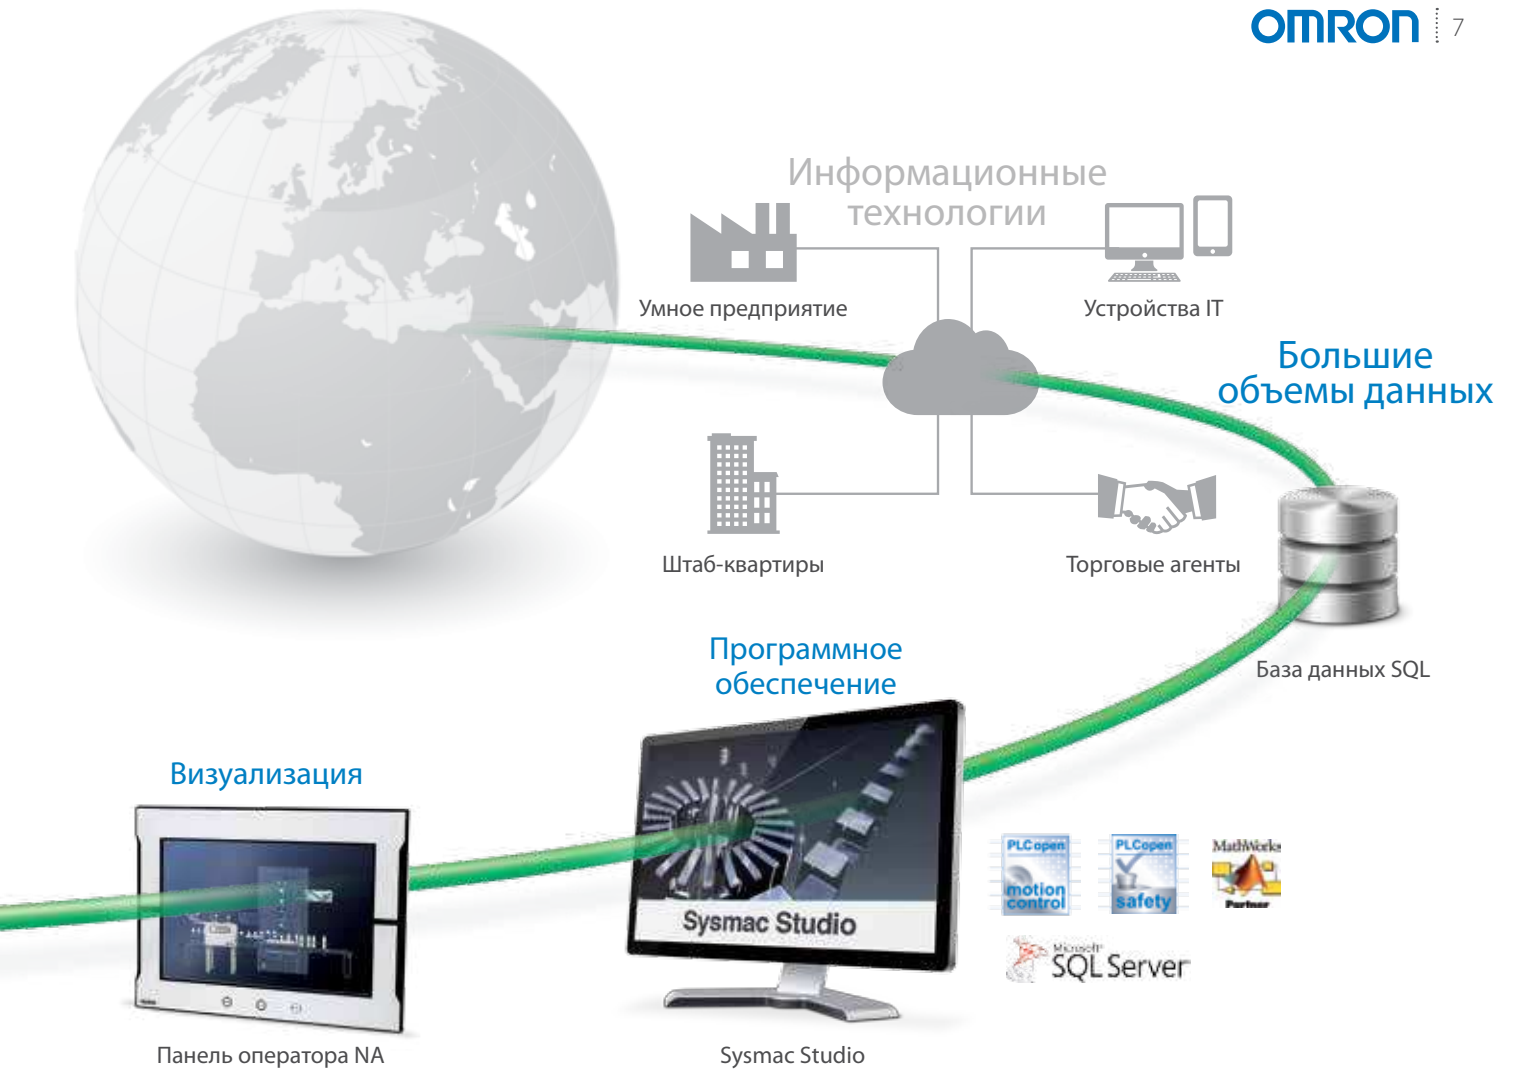 OMRON 7
Информационные
технологии
Умное предприятие
Устройства IT
Большие
объемы данных
Штаб-квартиры
Торговые агенты
База данных SQL
Программное
обеспечение
Визуализация
Sysmac Studio
PLCopen
motion
control
PLCopen
safety
MathWorks
Partner
Microsoft
SQL Server
Панель оператора NA
Sysmac Studio